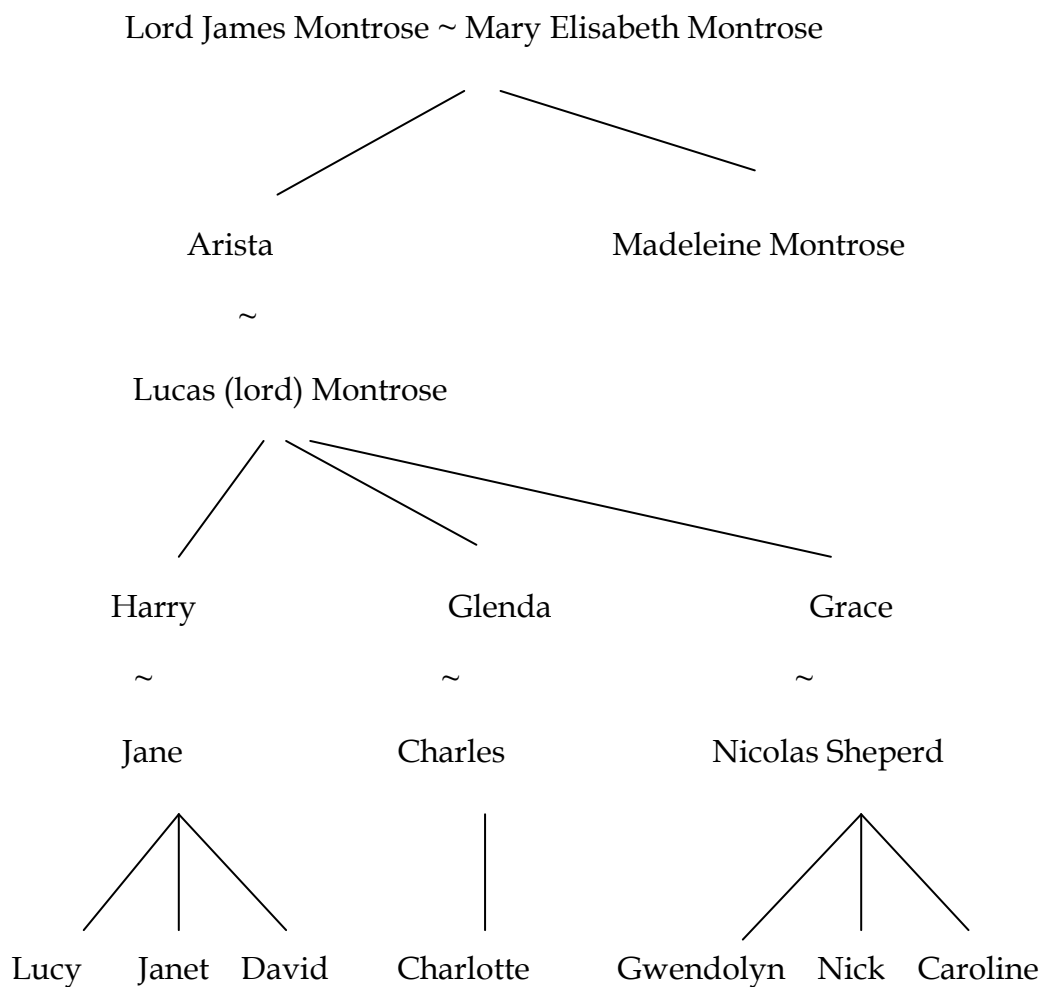 Lord James Montrose ~ Mary Elisabeth Montrose
Arista Madeleine Montrose
~
Lucas (lord) Montrose
Harry Glenda Grace
~ ~ ~
Jane Charles Nicolas Sheperd
Lucy Janet David Charlotte Gwendolyn Nick Caroline